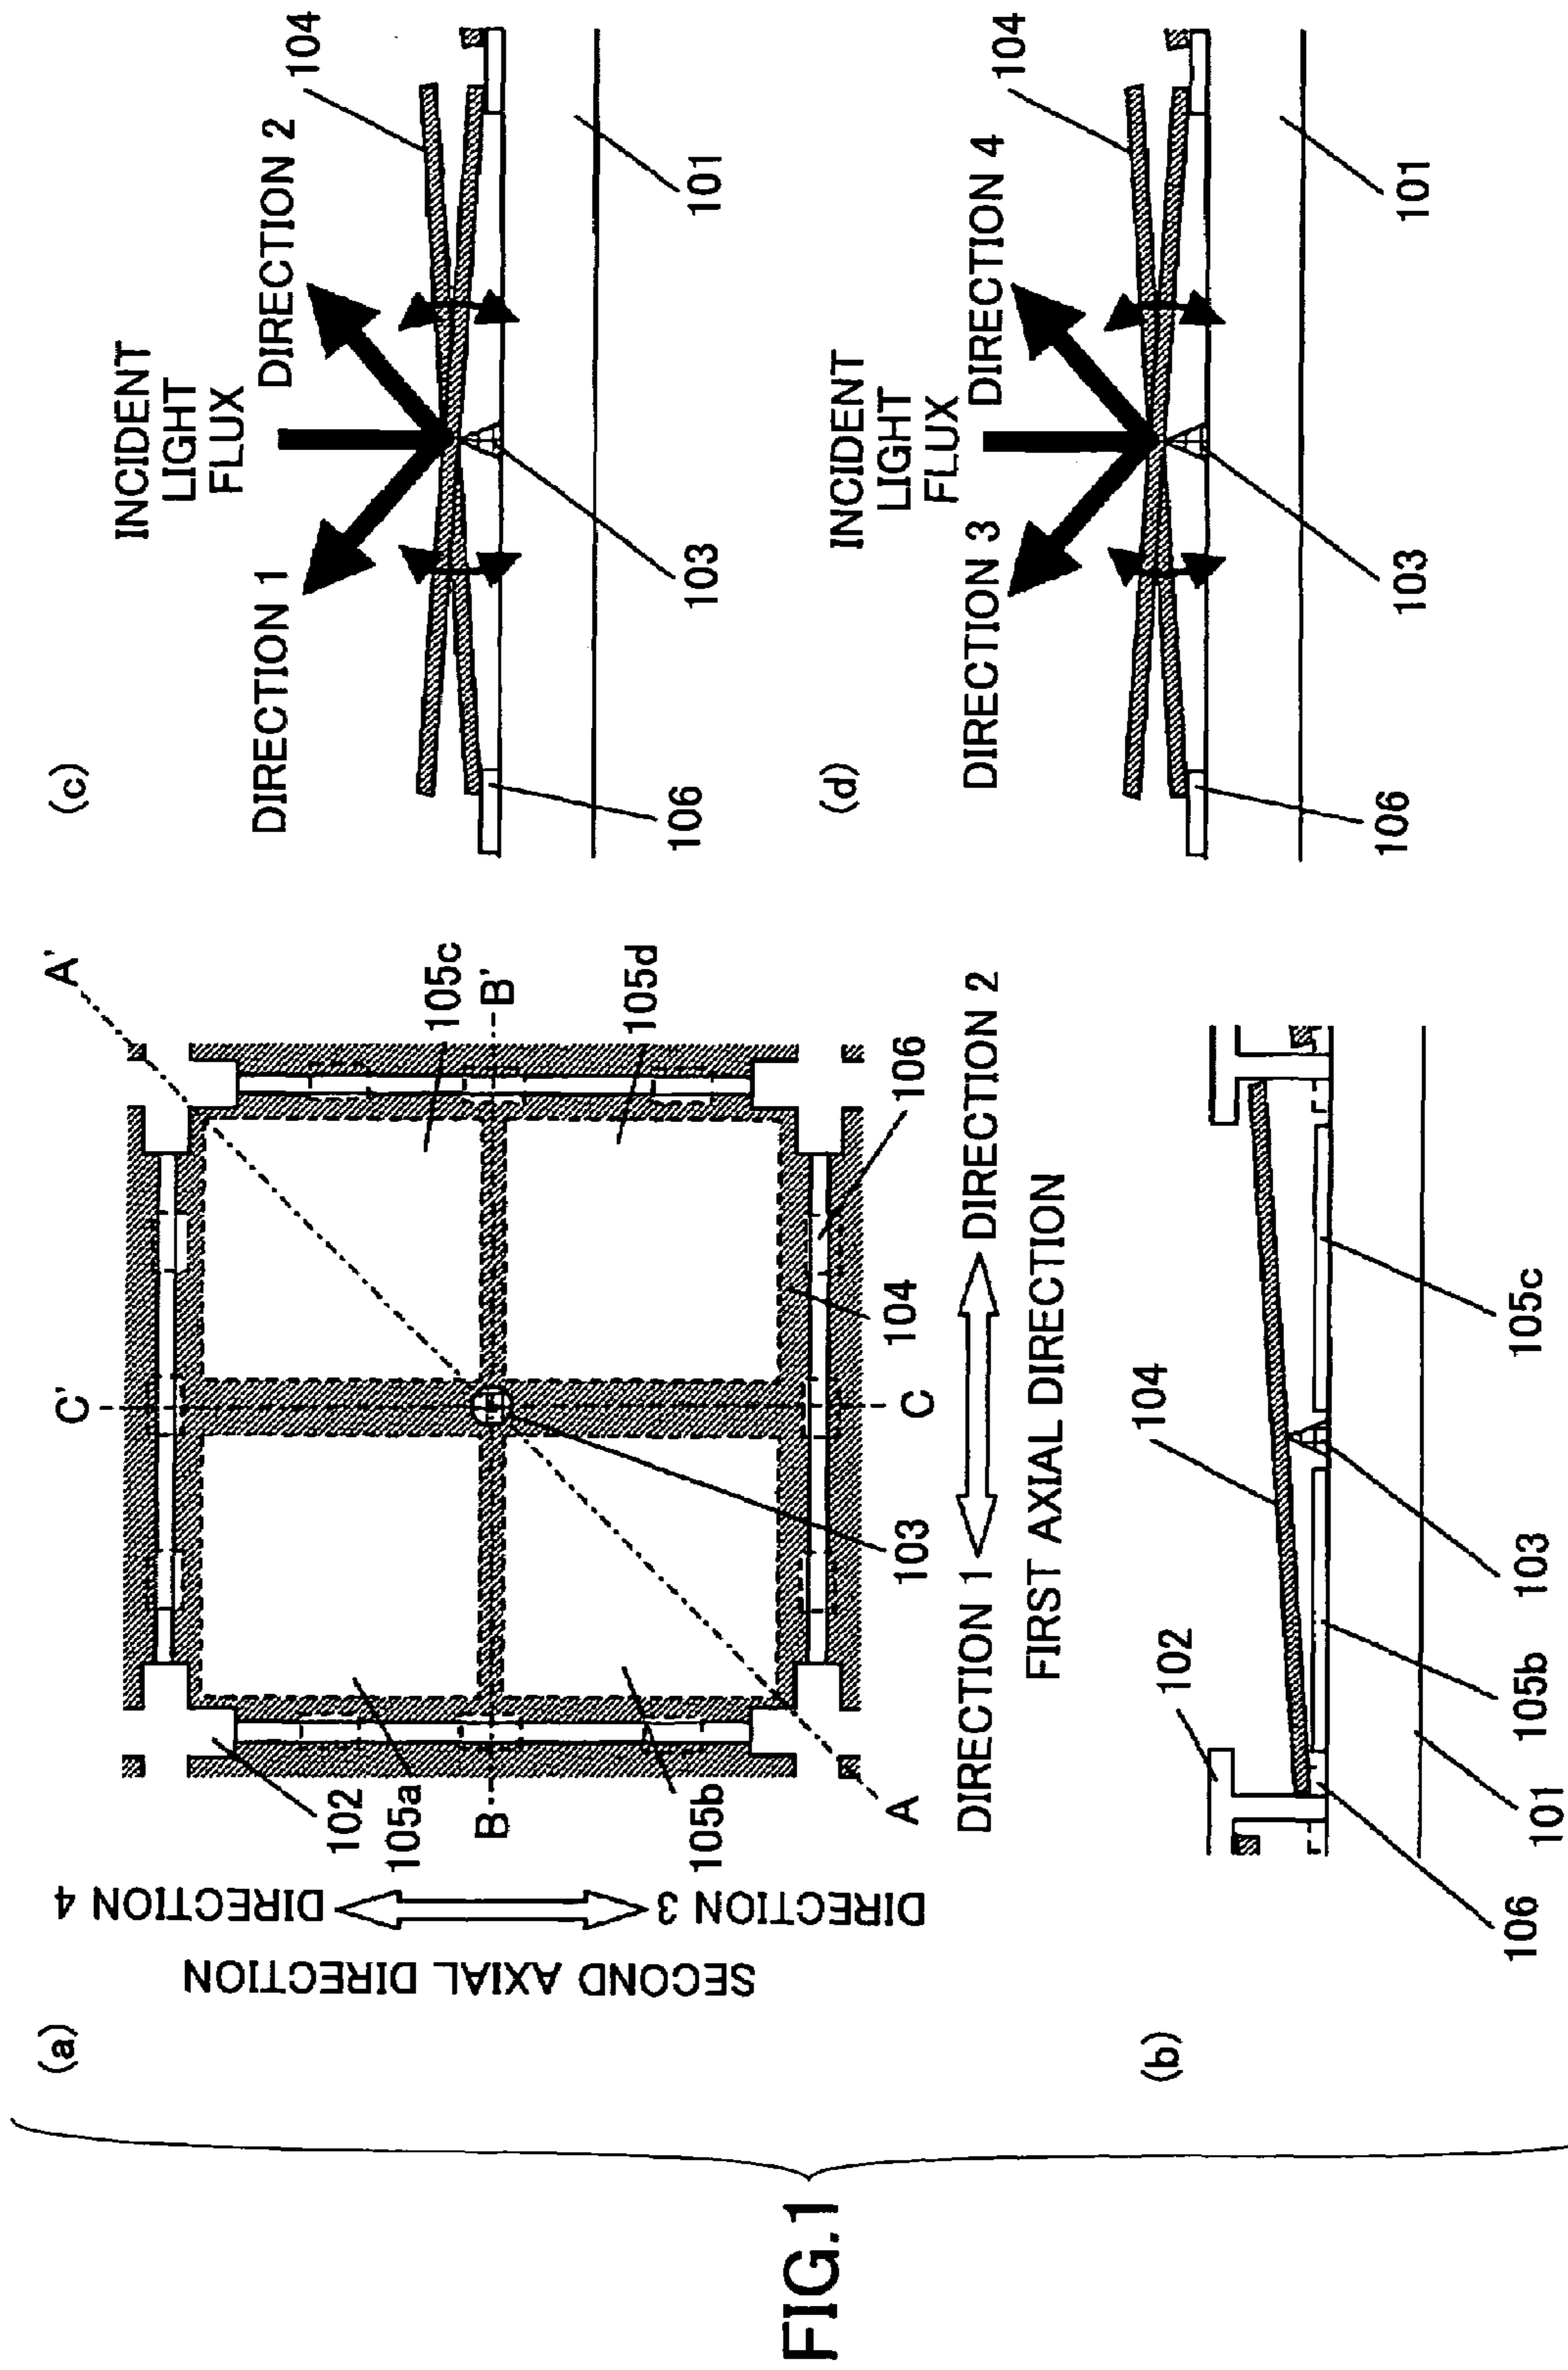 FIG.1
(a)
SECOND AXIAL DIRECTION
DIRECTION 3
DIRECTION 4
A'
C'
105c
B'
105d
106
102
105a
B
105b
A
103
C
104
DIRECTION 1
DIRECTION 2
FIRST AXIAL DIRECTION
(b)
102
104
106
101
105b
103
105c
(c)
INCIDENT
LIGHT
FLUX
DIRECTION 1
DIRECTION 2
104
106
103
101
(d)
INCIDENT
LIGHT
FLUX
DIRECTION 3
DIRECTION 4
104
106
103
101